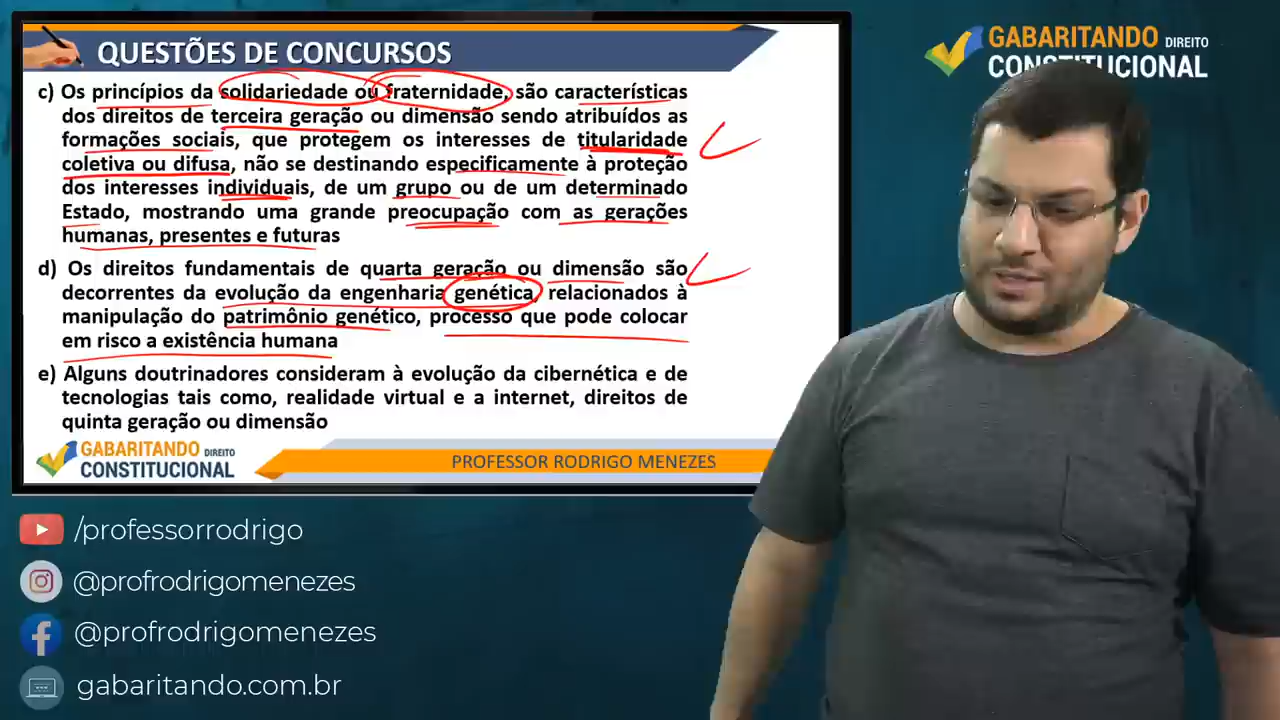 QUESTÕES DE CONCURSOS
GABARITANDO DIREITO
CONSTITUCIONAL
c) Os princípios da solidariedade ou fraternidade, são características
dos direitos de terceira geração ou dimensão sendo atribuídos as
formações sociais, que protegem os interesses de titularidade
coletiva ou difusa, não se destinando especificamente à proteção
dos interesses individuais, de um grupo ou de um determinado
Estado, mostrando uma grande preocupação com as gerações
humanas, presentes e futuras
d) Os direitos fundamentais de quarta geração ou dimensão são
decorrentes da evolução da engenharia genética, relacionados à
manipulação do patrimônio genético, processo que pode colocar
em risco a existência humana
e) Alguns doutrinadores consideram à evolução da cibernética e de
tecnologias tais como, realidade virtual e a internet, direitos de
quinta geração ou dimensão
GABARITANDO DIREITO
CONSTITUCIONAL
PROFESSOR RODRIGO MENEZES
/professorrodrigo
@profrodrigomenezes
@profrodrigomenezes
gabaritando.com.br